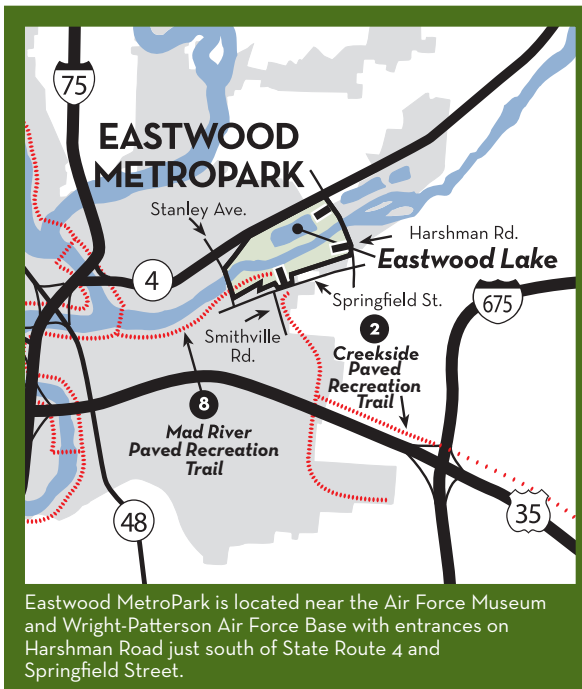 75
EASTWOOD
METROPARK
Stanley Ave.
Harshman Rd.
Eastwood Lake
4
Springfield St.
675
Smithville
Rd.
2
Creekside
Paved
Recreation
Trail
8
Mad River
Paved Recreation
Trail
48
35
Eastwood MetroPark is located near the Air Force Museum
and Wright-Patterson Air Force Base with entrances on
Harshman Road just south of State Route 4 and
Springfield Street.